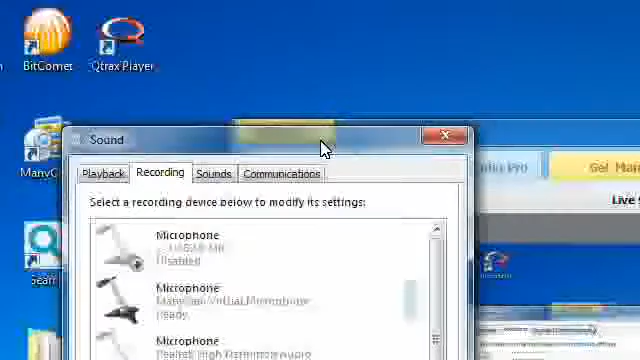 BitComet
Qtrax Player
Sound
Playback
Recording
Sounds
Communications
Pro
Get
Live
Select a recording device below to modify its settings:
Microphone
Disabled
Microphone
ManyCam Virtual Microphone
Ready
Microphone
Realtek High Definition Audio